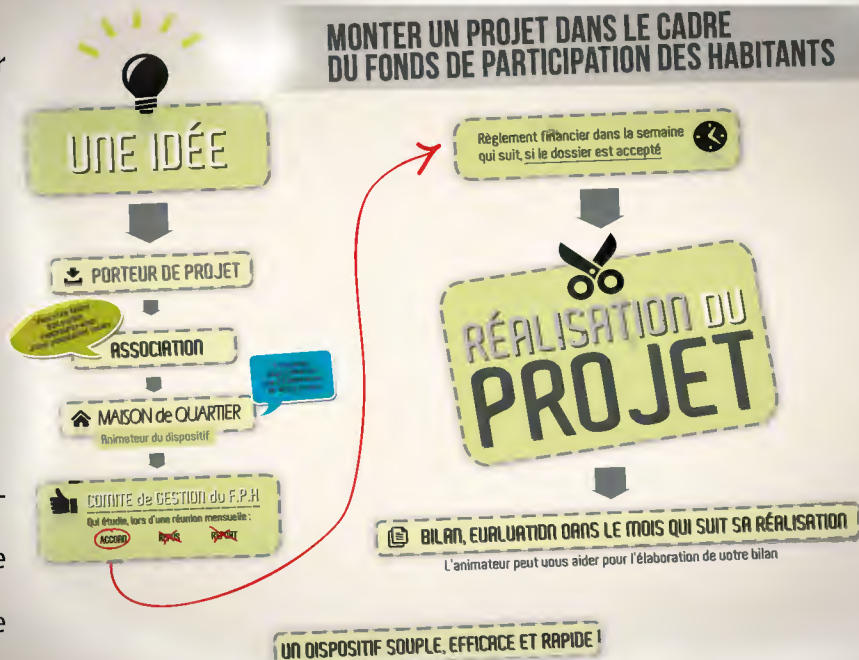 MONTER UN PROJET DANS LE CADRE
DU FONDS DE PARTICIPATION DES HABITANTS
UNE IDÉE
PORTEUR DE PROJET
ASSOCIATION
MAISON de QUARTIER
Animateur du dispositif
COMITE de GESTION du F.P.H
Qui étudie, lors d'une réunion mensuelle :
ACCORD REFUS REPORT
Règlement financier dans la semaine
qui suit, si le dossier est accepté
RÉALISATION DU
PROJET
BILAN, EVALUATION DANS LE MOIS QUI SUIT SA RÉALISATION
L'animateur peut vous aider pour l'élaboration de votre bilan
UN DISPOSITIF SOUPLE, EFFICACE ET RAPIDE !